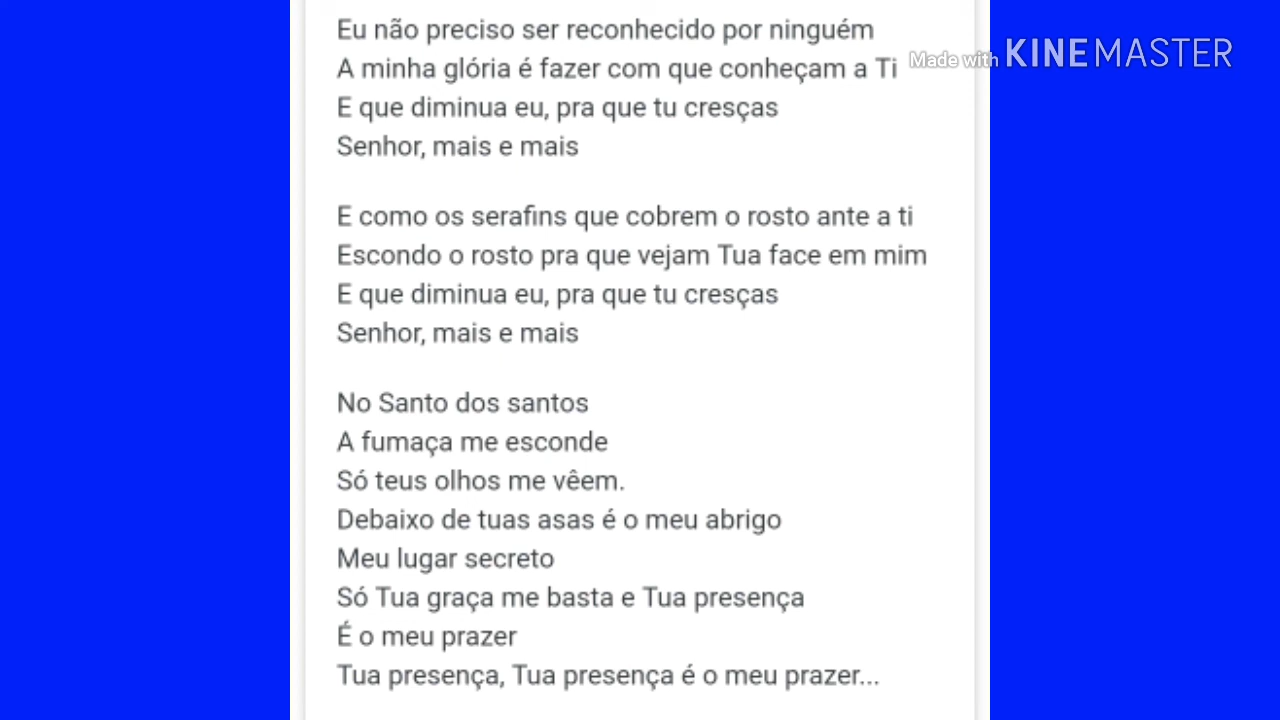 Eu não preciso ser reconhecido por ninguém
A minha glória é fazer com que conheçam a Ti
Made with KINEMASTER
E que diminua eu, pra que tu cresças
Senhor, mais e mais
E como os serafins que cobrem o rosto ante a ti
Escondo o rosto pra que vejam Tua face em mim
E que diminua eu, pra que tu cresças
Senhor, mais e mais
No Santo dos santos
A fumaça me esconde
Só teus olhos me vêem.
Debaixo de tuas asas é o meu abrigo
Meu lugar secreto
Só Tua graça me basta e Tua presença
É o meu prazer
Tua presença, Tua presença é o meu prazer...